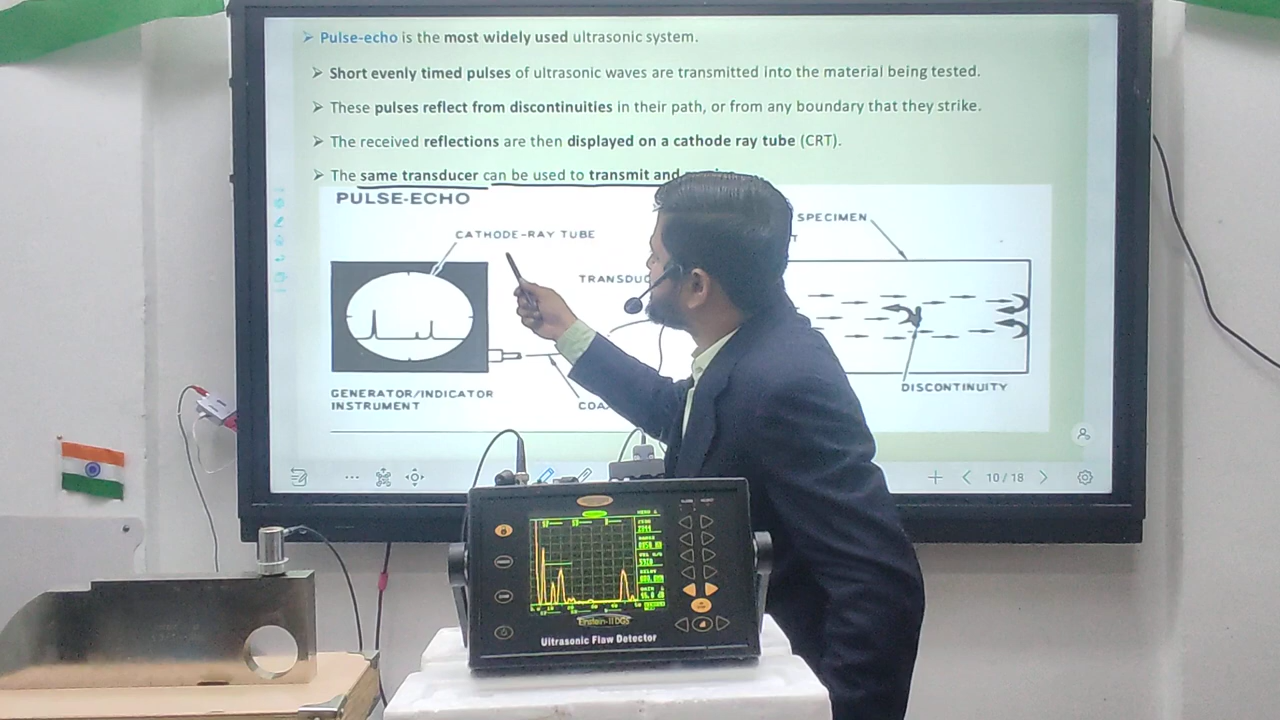 ➢ Pulse-echo is the most widely used ultrasonic system.
➢ Short evenly timed pulses of ultrasonic waves are transmitted into the material being tested.
➢ These pulses reflect from discontinuities in their path, or from any boundary that they strike.
➢ The received reflections are then displayed on a cathode ray tube (CRT).
➢ The same transducer can be used to transmit and
PULSE-ECHO
SPECIMEN
CATHODE-RAY TUBE
T
TRANSDUC
DISCONTINUITY
GENERATOR/INDICATOR
INSTRUMENT
COA
10/18
Einstein-II DGS
Ultrasonic Flaw Detector